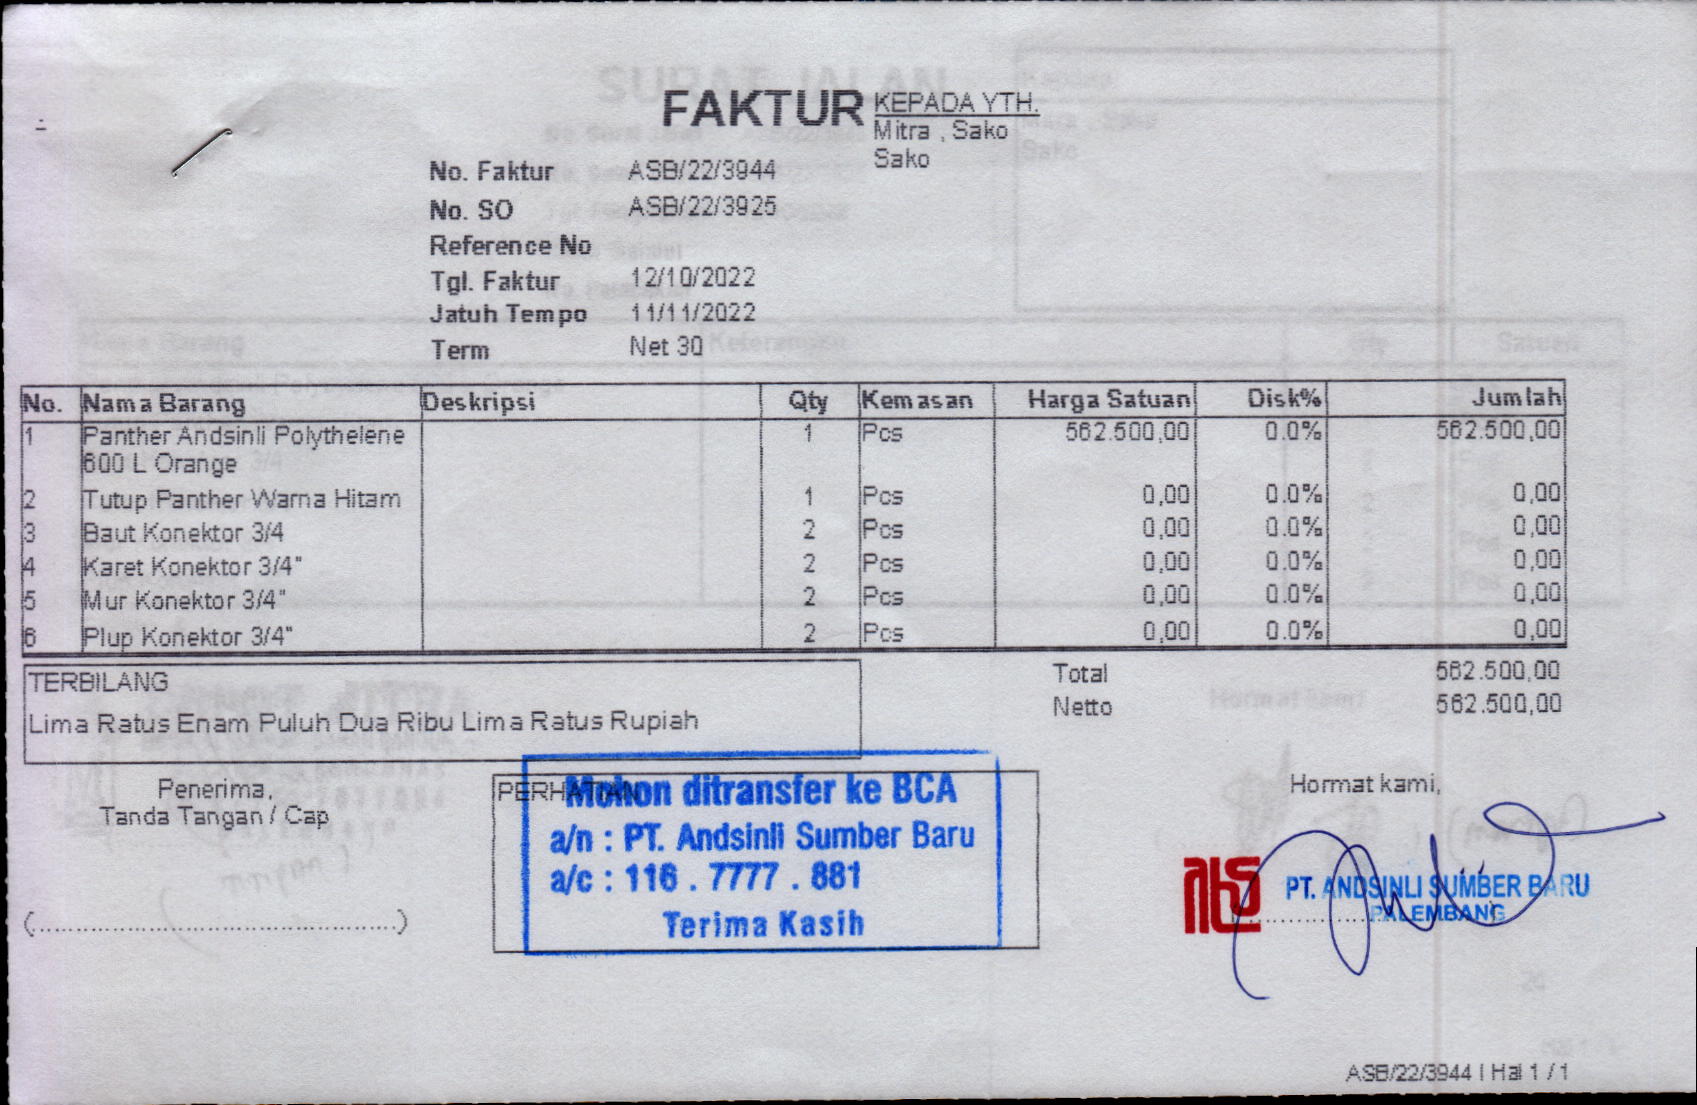 FAKTUR
KEPADA YTH.
Mitra , Sako
Sako
No. Faktur ASB/22/3944
No. SO ASB/22/3925
Reference No
Tgl. Faktur 12/10/2022
Jatuh Tempo 11/11/2022
Term Net 30
No. Nama Barang Deskripsi Qty Kemasan Harga Satuan Disk% Jumlah
1 Panther Andsinli Polythelene 1 Pcs 562.500,00 0.0% 562.500,00
600 L Orange
2 Tutup Panther Warna Hitam 1 Pcs 0,00 0.0% 0,00
3 Baut Konektor 3/4 2 Pcs 0,00 0.0% 0,00
4 Karet Konektor 3/4" 2 Pcs 0,00 0.0% 0,00
5 Mur Konektor 3/4" 2 Pcs 0,00 0.0% 0,00
6 Plup Konektor 3/4" 2 Pcs 0,00 0.0% 0,00
TERBILANG
Lima Ratus Enam Puluh Dua Ribu Lima Ratus Rupiah
Total 562.500,00
Netto 562.500,00
Penerima,
Tanda Tangan / Cap
(..............................................)
PERHATIAN
Mohon ditransfer ke BCA
a/n : PT. Andsinli Sumber Baru
a/c : 116 . 7777 . 881
Terima Kasih
Hormat kami,
PT. ANDSINLI SUMBER BARU
PALEMBANG
ASB/22/3944 | Hal 1 / 1